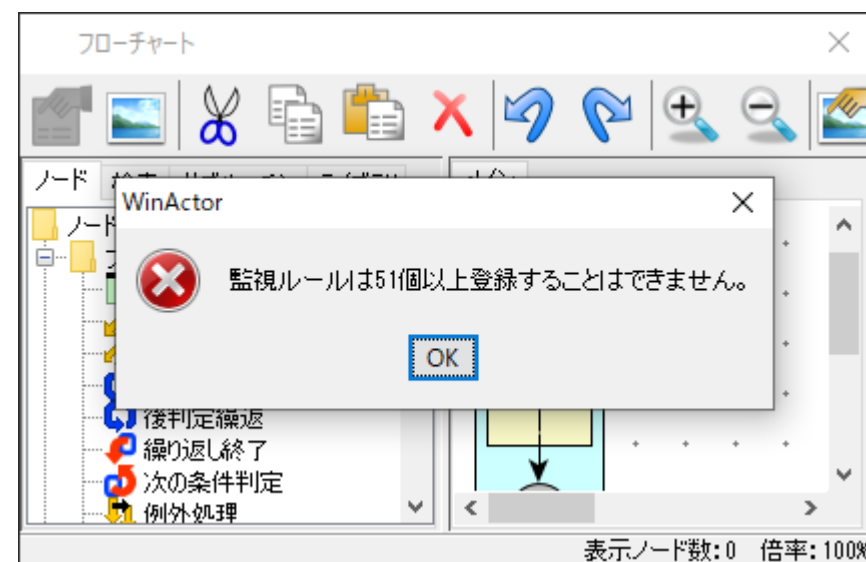 フローチャート
ノード
WinActor
監視ルールは51個以上登録することはできません。
OK
後判定繰返
繰り返し終了
次の条件判定
例外処理
表示ノード数:0 倍率:100%